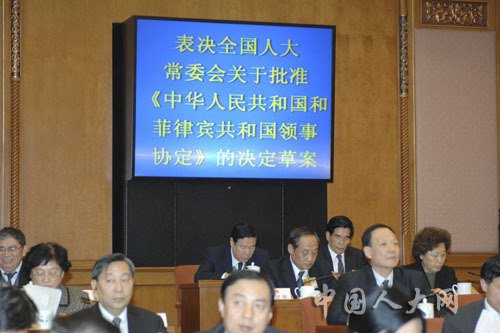 表决全国人大
常委会关于批准
《中华人民共和国和
菲律宾共和国领事
协定》的决定草案
中国人大网